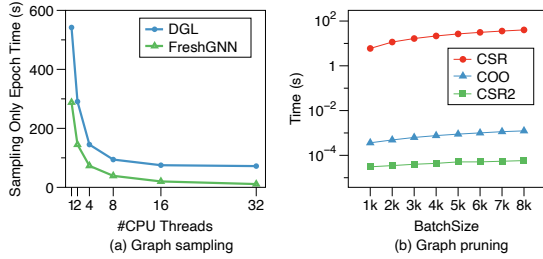 Sampling Only Epoch Time (s)
600
400
200
0
DGL
FreshGNN
1 2 4 8 16 32
#CPU Threads
(a) Graph sampling
Time (s)
10²
1
10⁻²
10⁻⁴
CSR
COO
CSR2
1k 2k 3k 4k 5k 6k 7k 8k
BatchSize
(b) Graph pruning